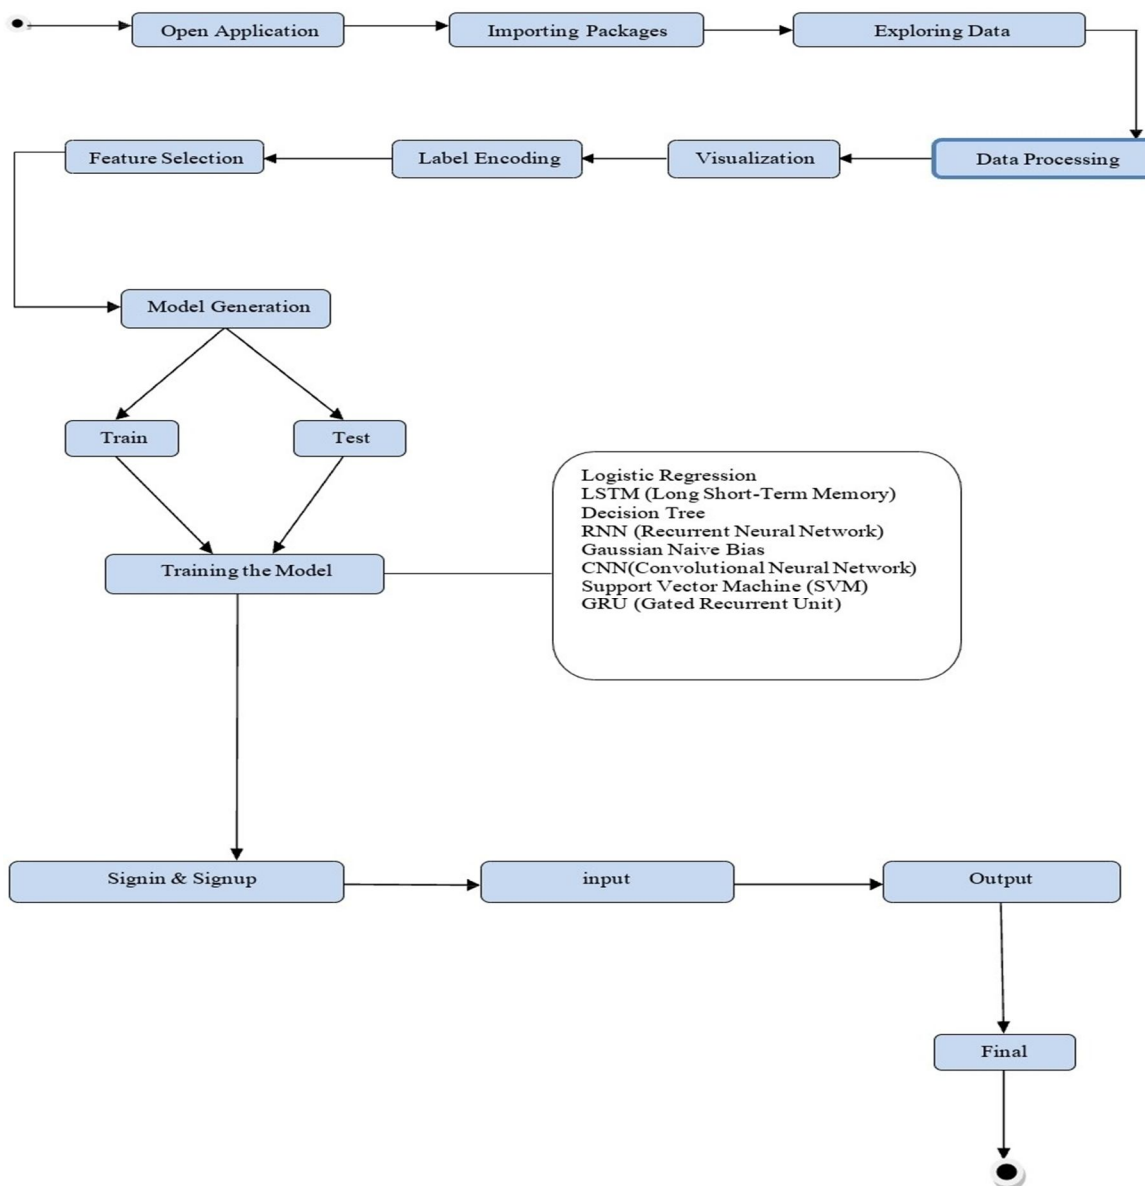 Open Application
Importing Packages
Exploring Data
Feature Selection
Label Encoding
Visualization
Data Processing
Model Generation
Train
Test
Logistic Regression
LSTM (Long Short-Term Memory)
Decision Tree
RNN (Recurrent Neural Network)
Gaussian Naive Bias
CNN(Convolutional Neural Network)
Support Vector Machine (SVM)
GRU (Gated Recurrent Unit)
Training the Model
Signin & Signup
input
Output
Final